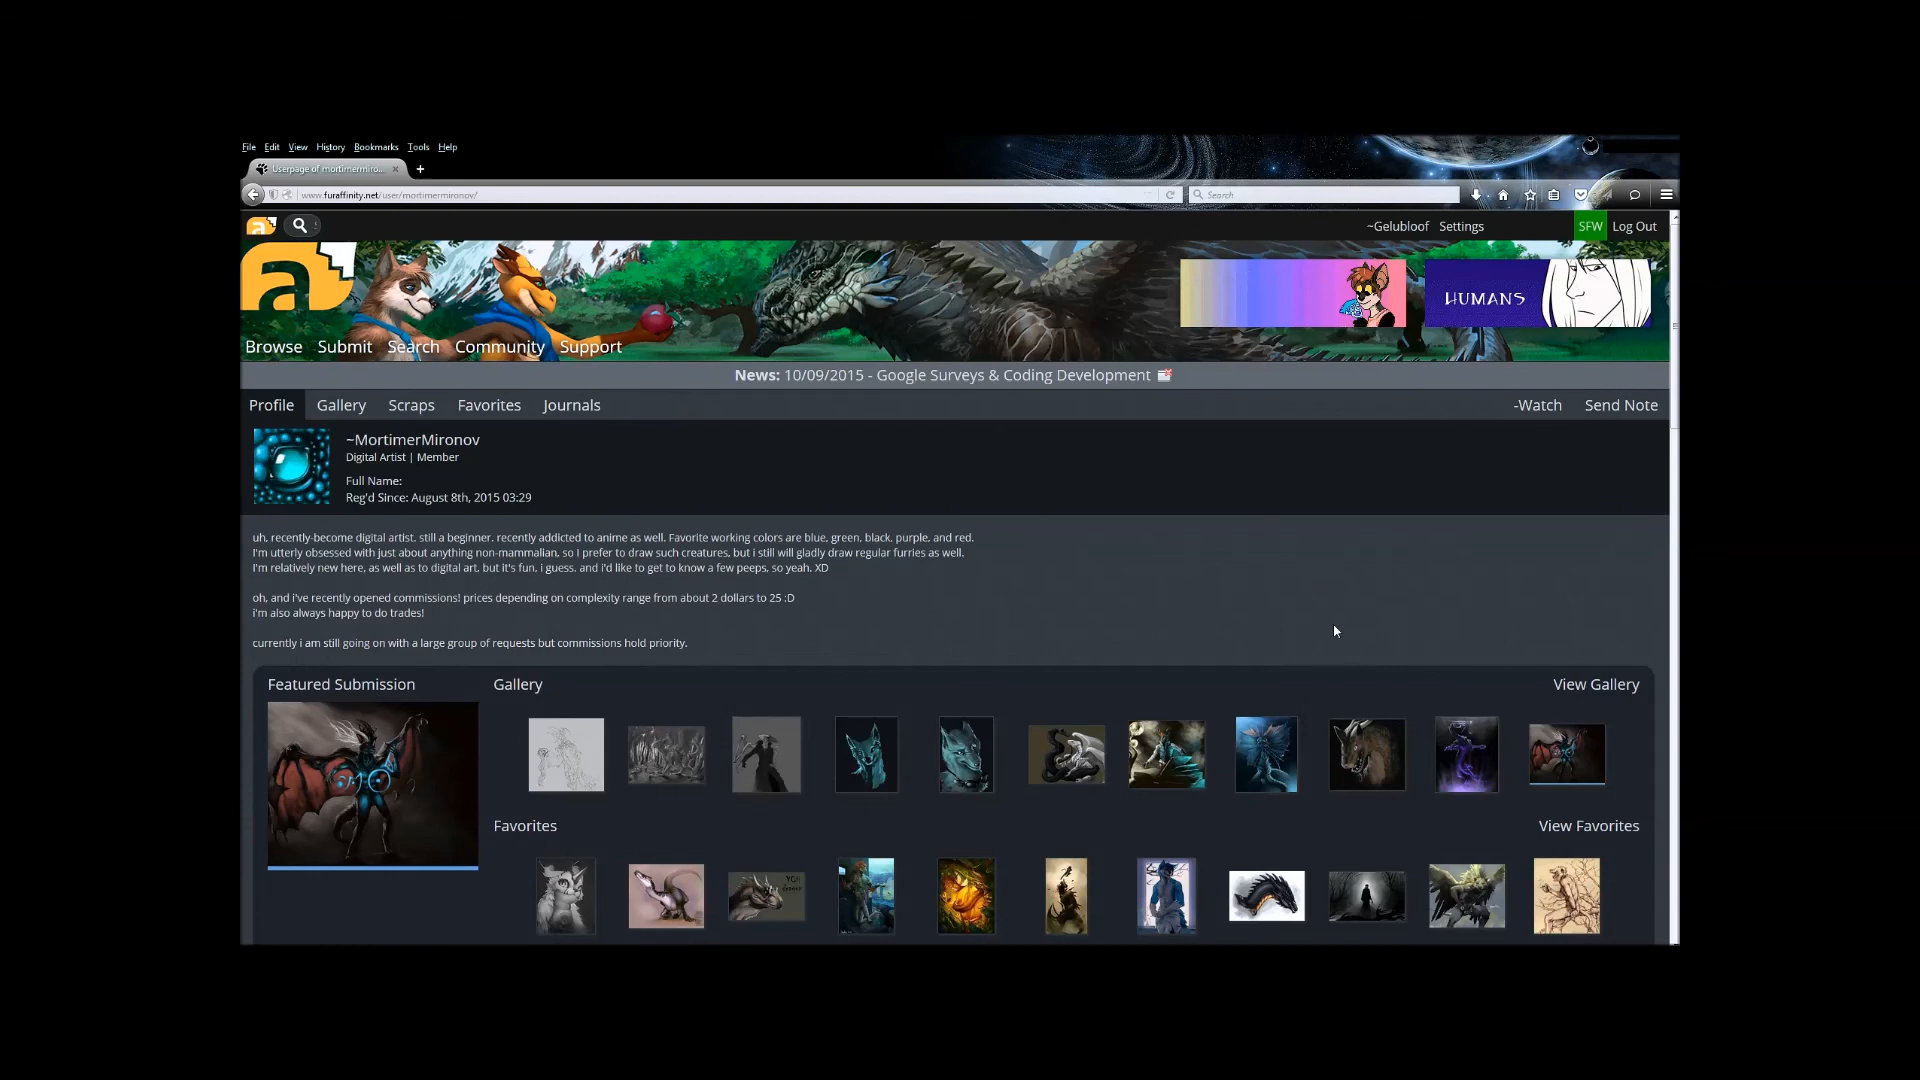 File Edit View History Bookmarks Tools Help
Userpage of mortimermiro...
www.furaffinity.net/user/mortimermironov/
Search
~Gelubloof Settings SFW Log Out
HUMANS
Browse Submit Search Community Support
News: 10/09/2015 - Google Surveys & Coding Development
Profile Gallery Scraps Favorites Journals -Watch Send Note
~MortimerMironov
Digital Artist | Member
Full Name:
Reg'd Since: August 8th, 2015 03:29
uh, recently-become digital artist. still a beginner. recently addicted to anime as well. Favorite working colors are blue, green, black, purple, and red.
I'm utterly obsessed with just about anything non-mammalian, so I prefer to draw such creatures, but i still will gladly draw regular furries as well.
I'm relatively new here, as well as to digital art, but it's fun, i guess. and i'd like to get to know a few peeps, so yeah. XD
oh, and i've recently opened commissions! prices depending on complexity range from about 2 dollars to 25 :D
i'm also always happy to do trades!
currently i am still going on with a large group of requests but commissions hold priority.
Featured Submission Gallery View Gallery
Favorites View Favorites
YCH